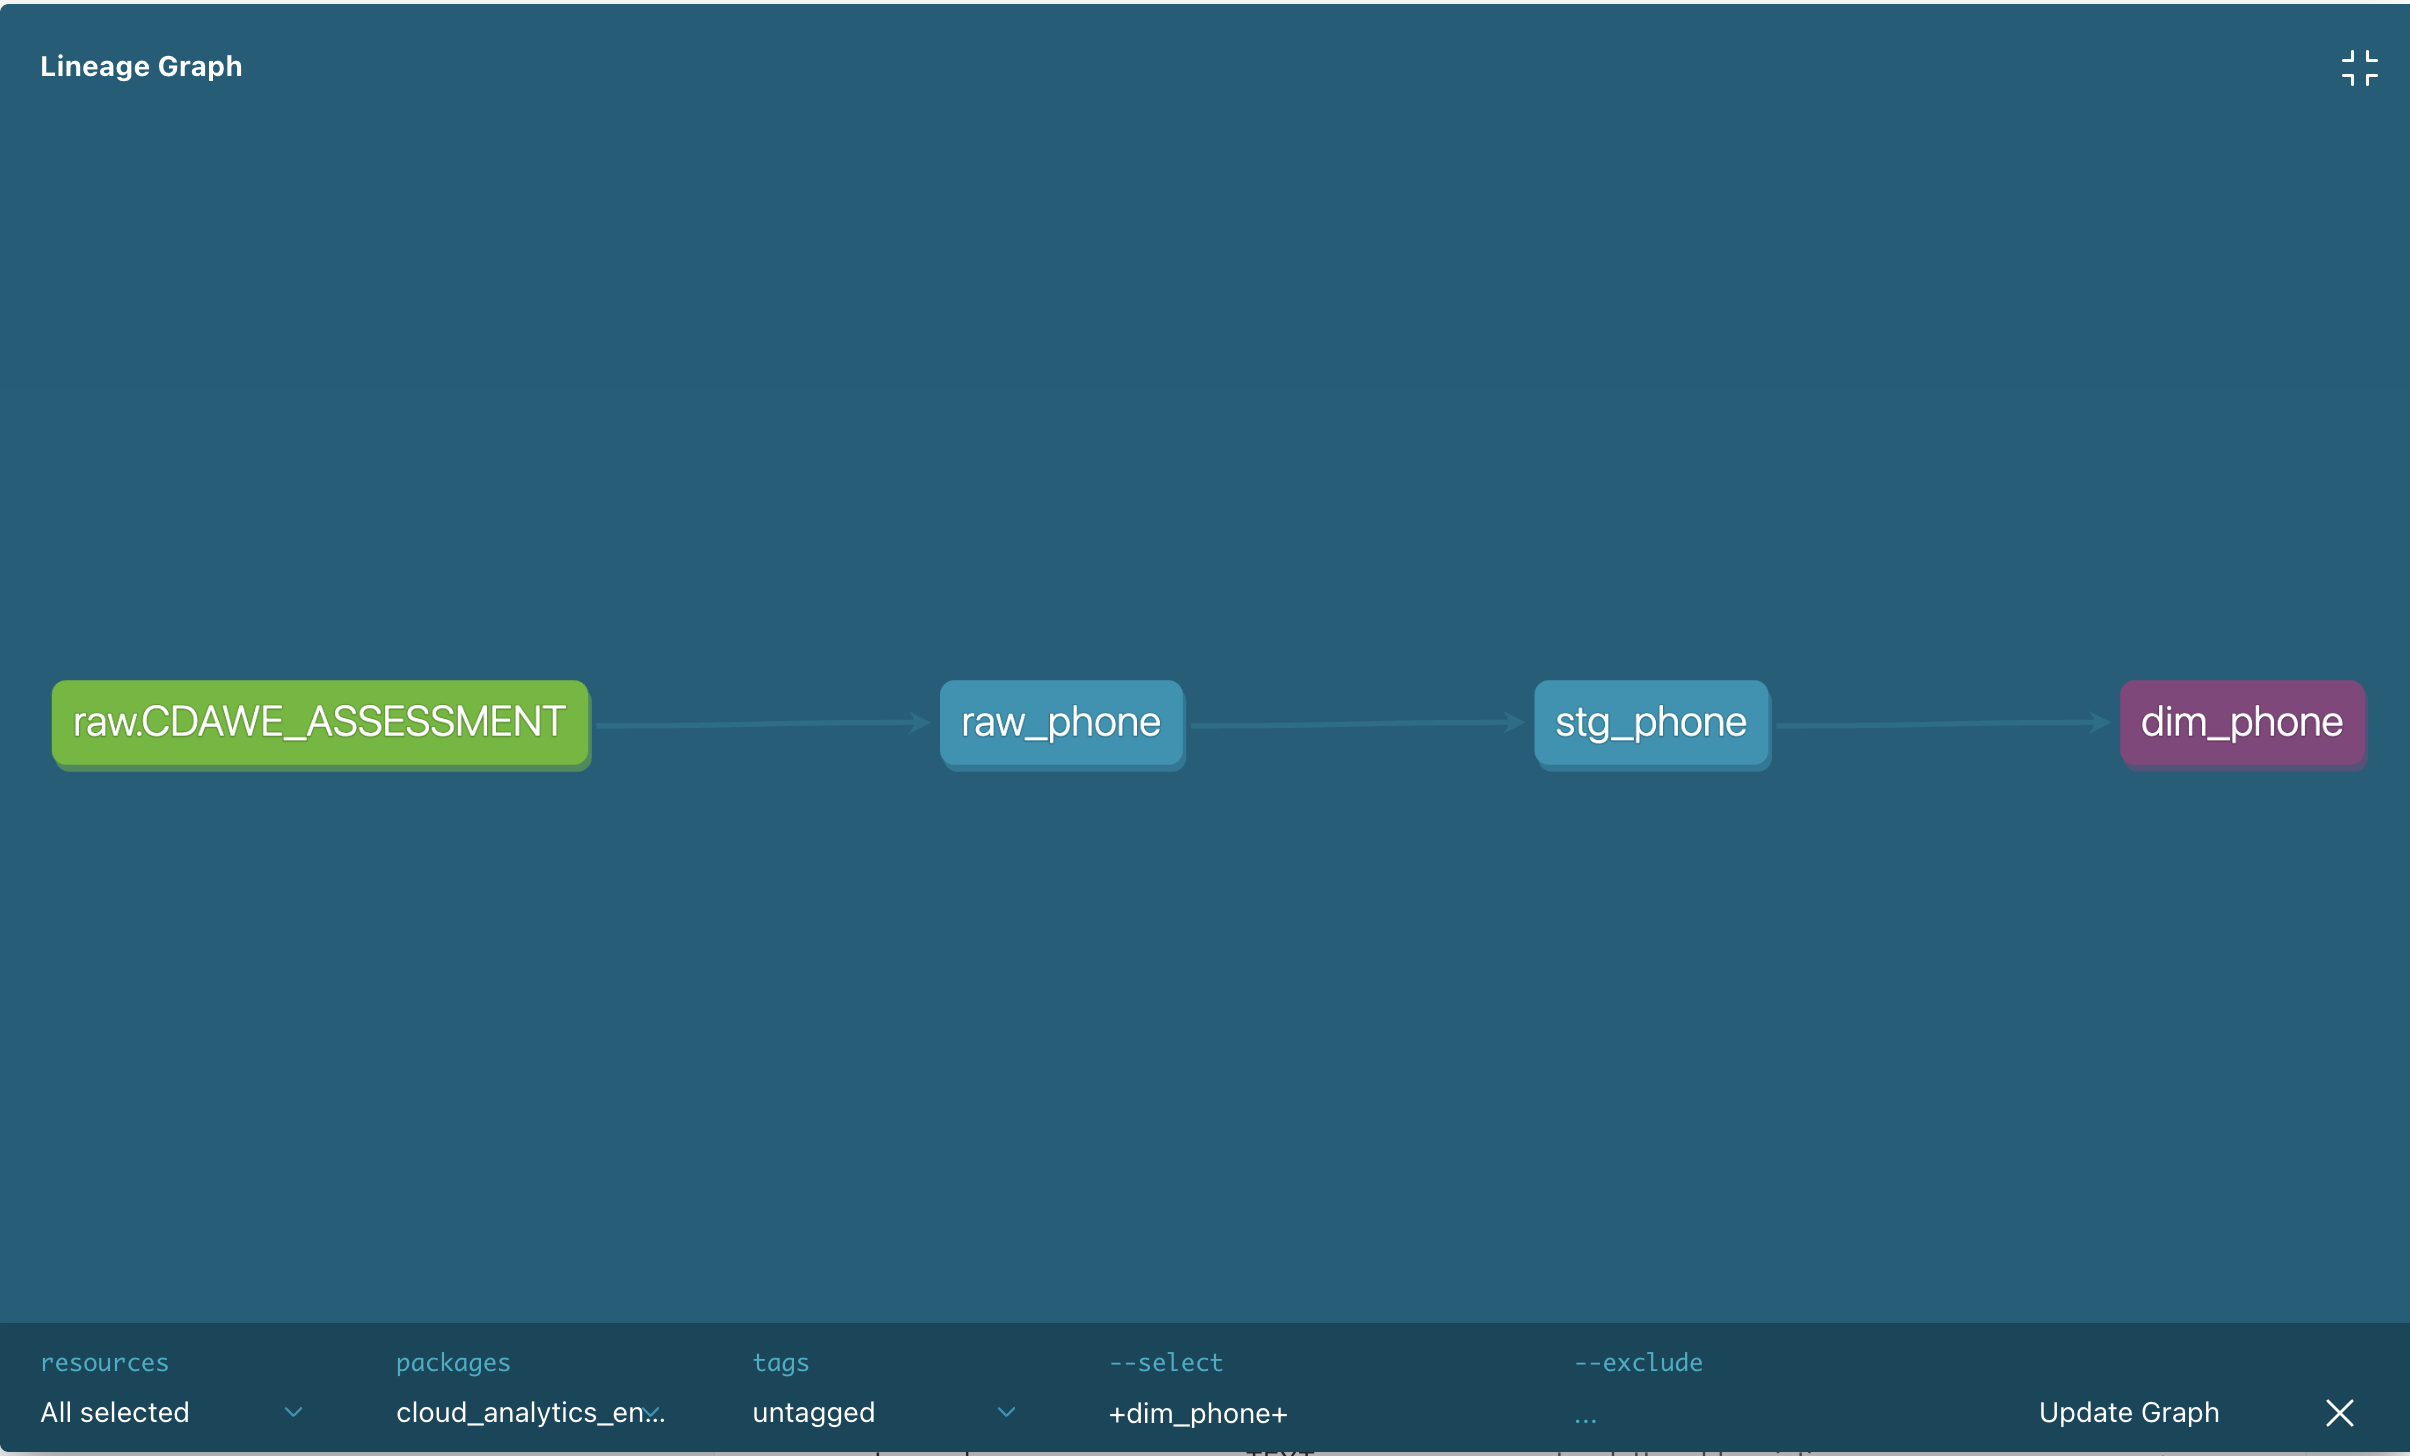 Lineage Graph
raw.CDAWE_ASSESSMENT
raw_phone
stg_phone
dim_phone
resources
packages
tags
--select
--exclude
All selected
cloud_analytics_en...
untagged
+dim_phone+
...
Update Graph